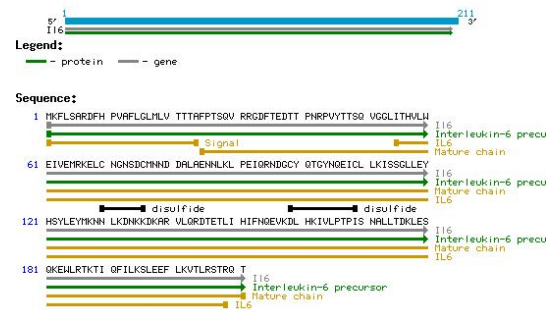 1 211
5' 3'
Il6
Legend:
- protein - gene
Sequence:
1 MKFLSARDFH PVAFLGLMLV TTTAFPTSQV RRGDFTEDTT PNRPVYTTSQ VGGLITHVLW
Il6
Interleukin-6 precu
Signal IL6
Mature chain
61 EIVEMRKELC NGNSDCMNND DALAENNLKL PEIQRNDGCY QTGYNQEICL LKISSGLLEY
Il6
Interleukin-6 precu
Mature chain
IL6
disulfide disulfide
121 HSYLEYMKNN LKDNKKDKAR VLQRDTETLI HIFNQEVKDL HKIVLPTPIS NALLTDKLES
Il6
Interleukin-6 precu
Mature chain
IL6
181 QKEWLRTKTI QFILKSLEEF LKVTLRSTRQ T
Il6
Interleukin-6 precursor
Mature chain
IL6